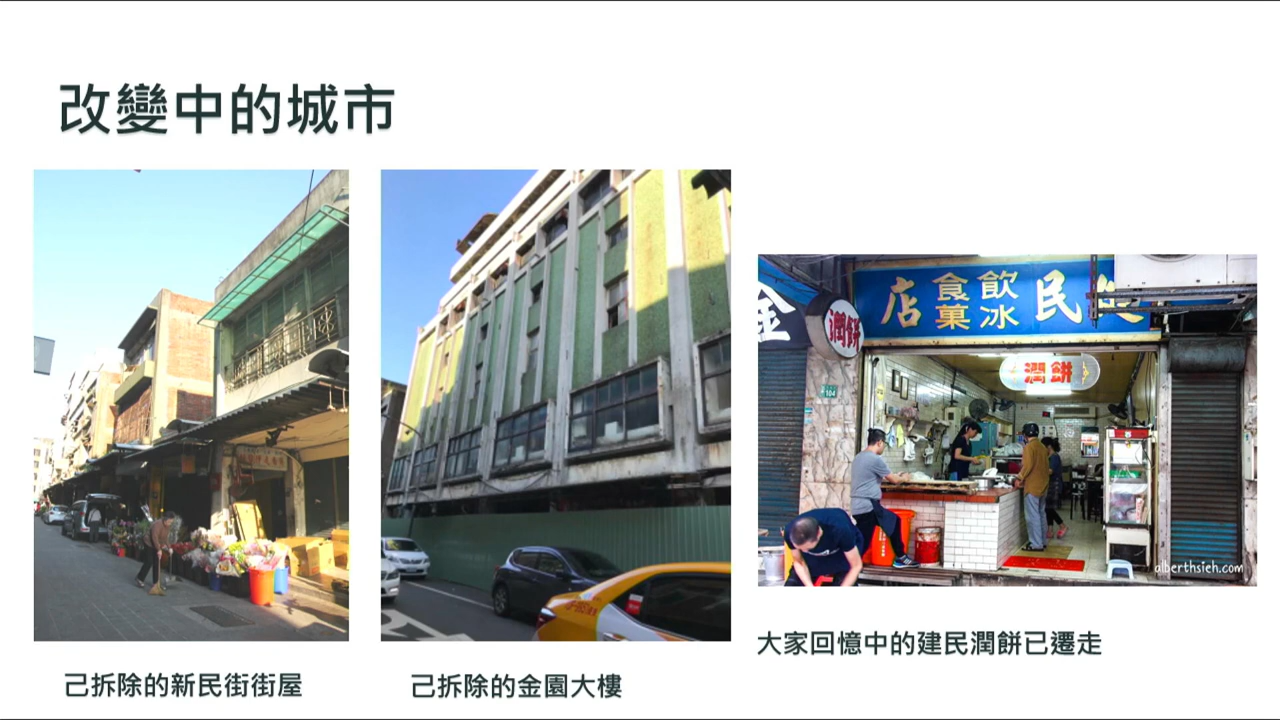 改變中的城市
店 食菓 飲冰 民
金
潤餅
潤餅
104
alberthsieh.com
大家回憶中的建民潤餅已遷走
己拆除的新民街街屋
己拆除的金園大樓